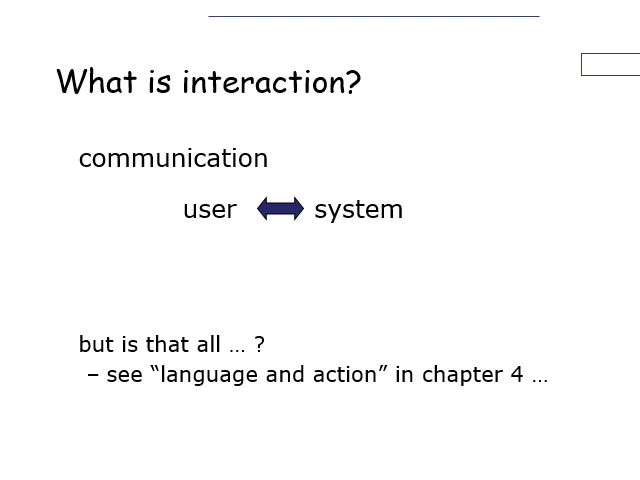 What is interaction?
communication
user system
but is that all … ?
– see “language and action” in chapter 4 …